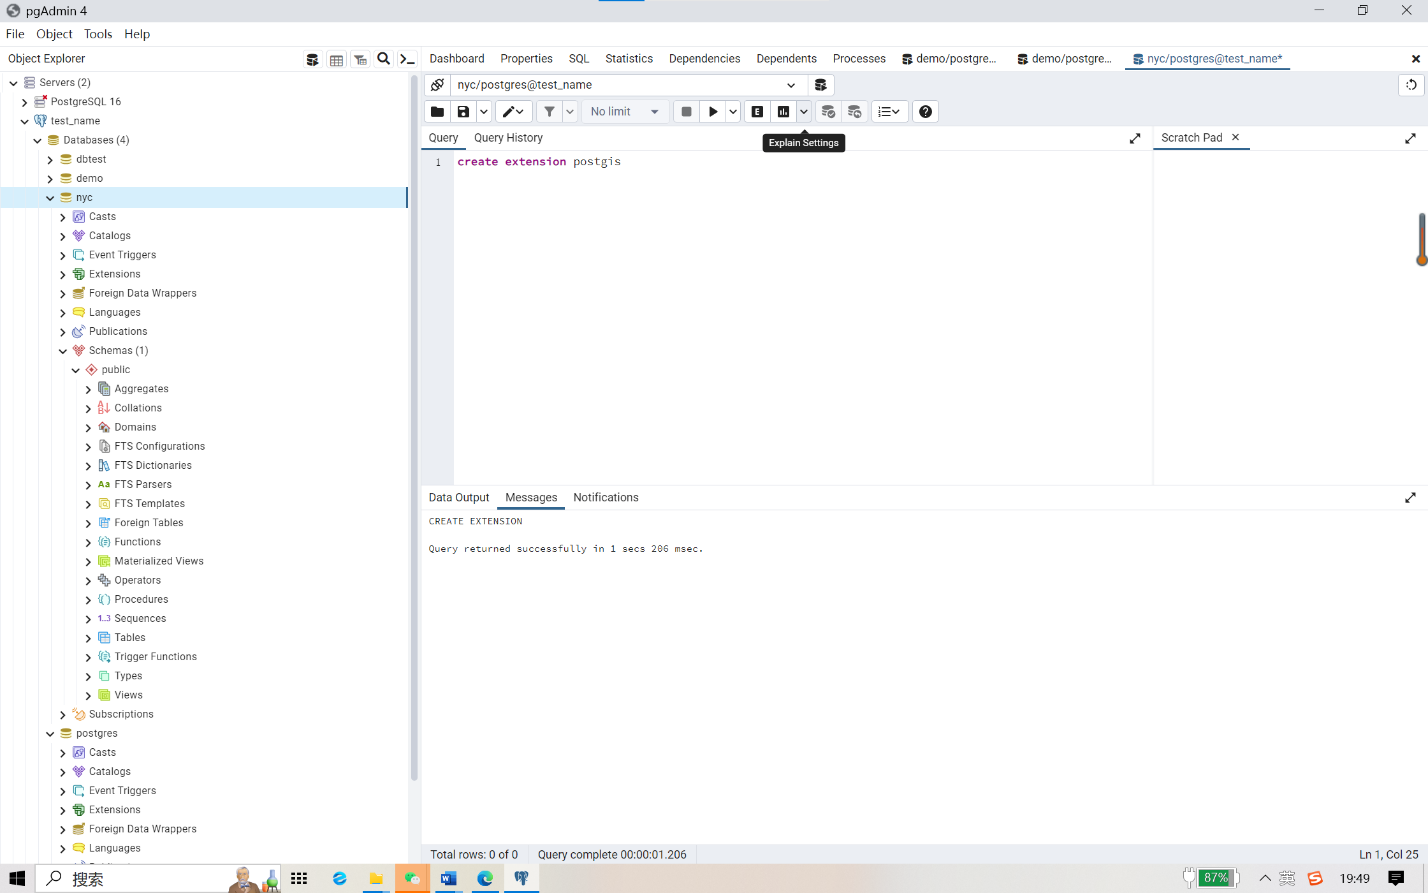 pgAdmin 4
File Object Tools Help
Object Explorer
Dashboard Properties SQL Statistics Dependencies Dependents Processes demo/postgre... demo/postgre... nyc/postgres@test_name*
Servers (2)
nyc/postgres@test_name
PostgreSQL 16
No limit
E
test_name
Query Query History
Explain Settings
Scratch Pad
Databases (4)
dbtest
1 create extension postgis
demo
nyc
Casts
Catalogs
Event Triggers
Extensions
Foreign Data Wrappers
Languages
Publications
Schemas (1)
public
Aggregates
Collations
Domains
FTS Configurations
FTS Dictionaries
Aa FTS Parsers
FTS Templates
Foreign Tables
Functions
Materialized Views
Operators
Procedures
1..3 Sequences
Tables
Trigger Functions
Types
Views
Subscriptions
postgres
Casts
Catalogs
Event Triggers
Extensions
Foreign Data Wrappers
Languages
Data Output Messages Notifications
CREATE EXTENSION
Query returned successfully in 1 secs 206 msec.
Total rows: 0 of 0 Query complete 00:00:01.206
Ln 1, Col 25
搜索
87%
英
19:49